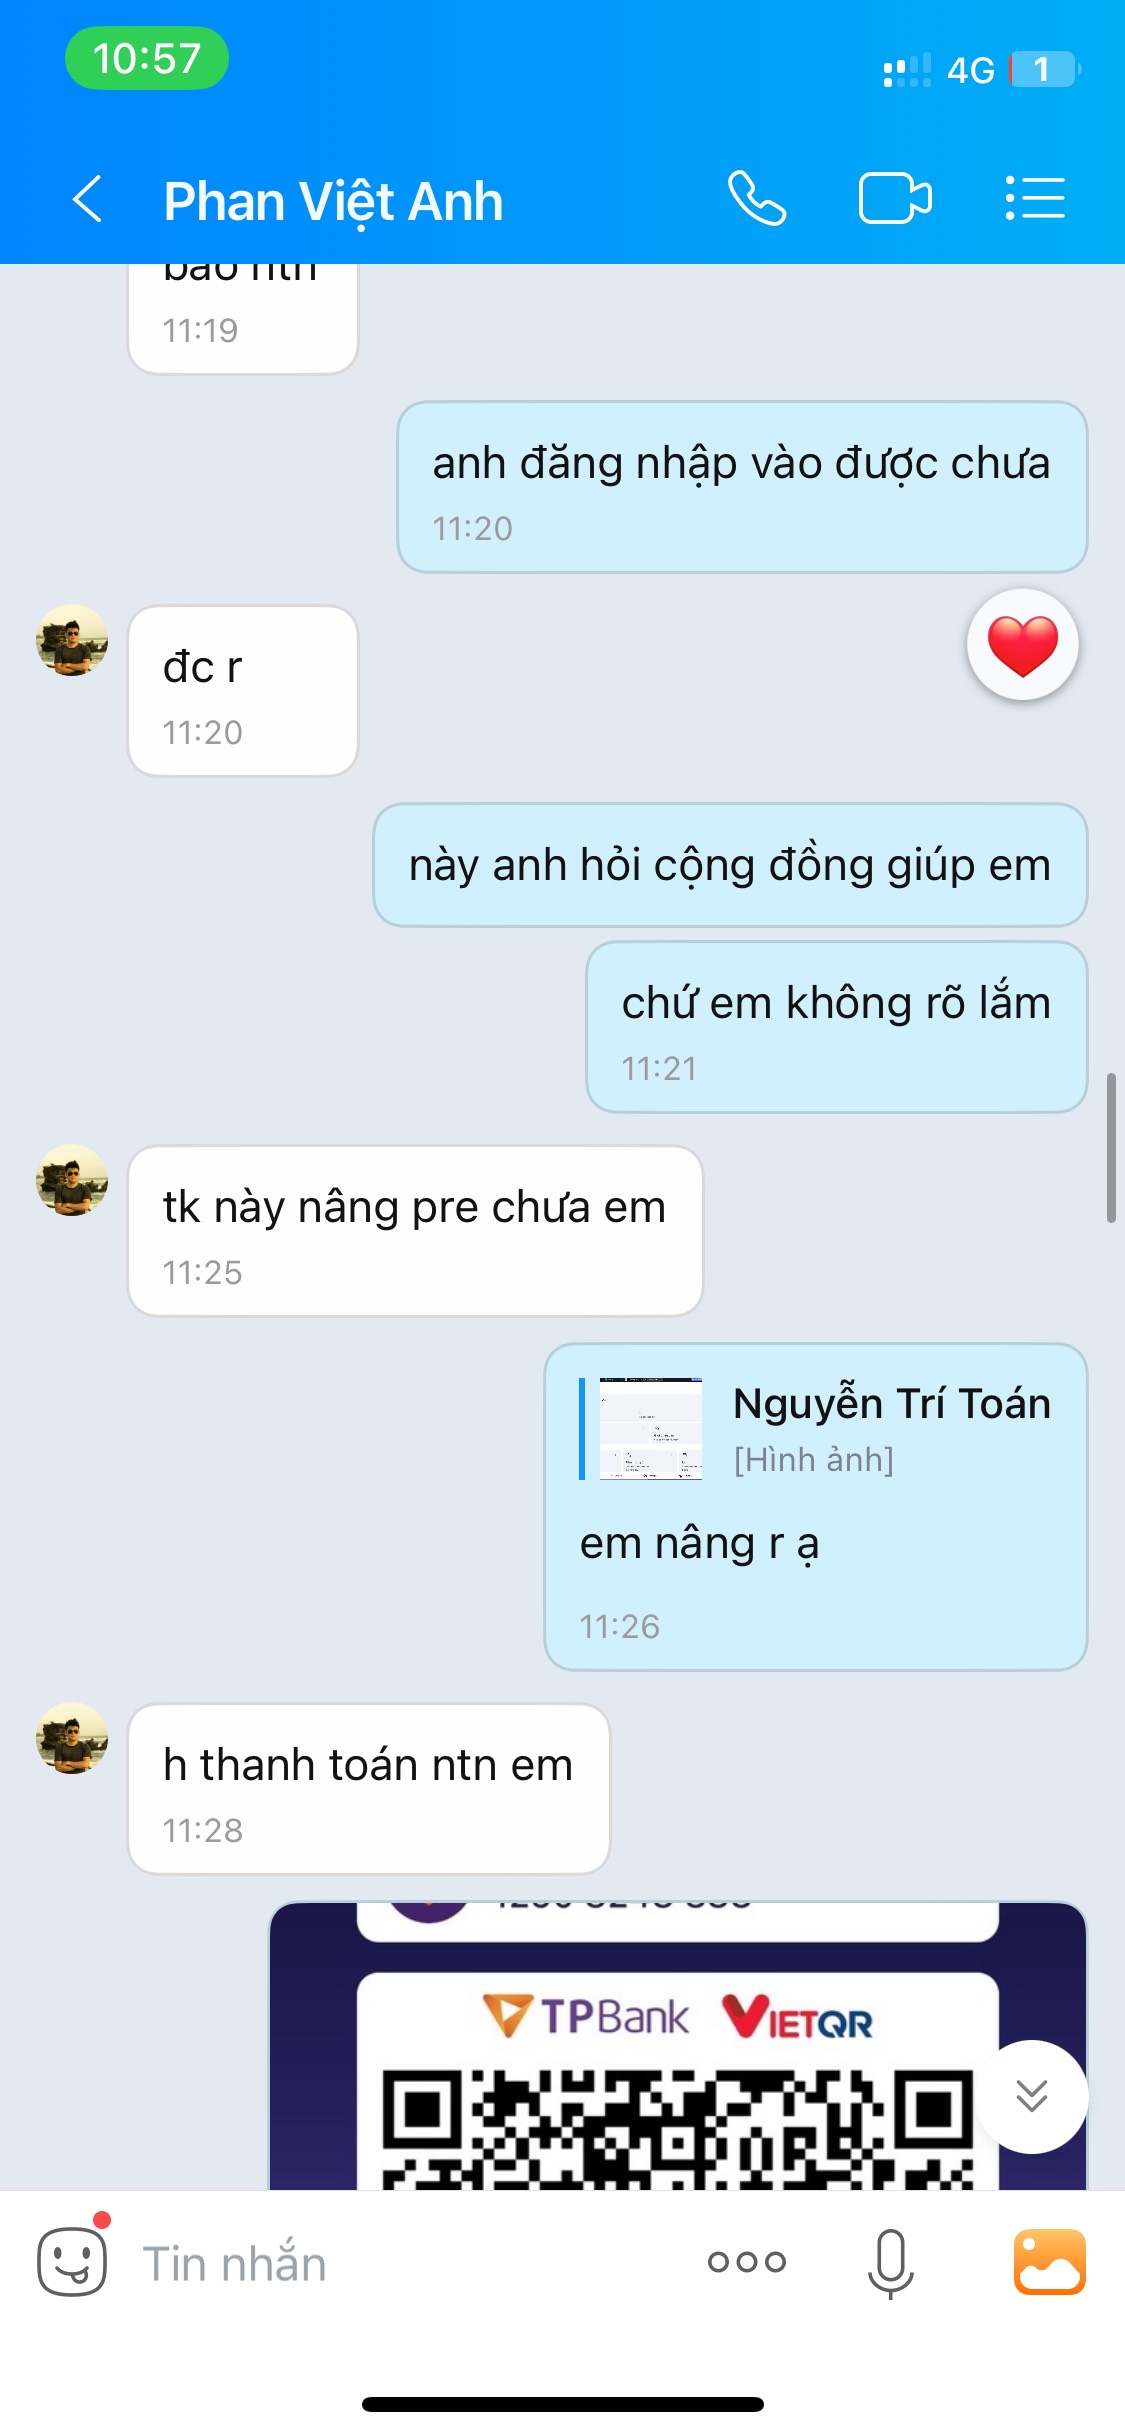 10:57
4G
1
Phan Việt Anh
11:19
anh đăng nhập vào được chưa
11:20
đc r
11:20
này anh hỏi cộng đồng giúp em
chứ em không rõ lắm
11:21
tk này nâng pre chưa em
11:25
Nguyễn Trí Toán
[Hình ảnh]
em nâng r ạ
11:26
h thanh toán ntn em
11:28
TPBank VIETQR
Tin nhắn